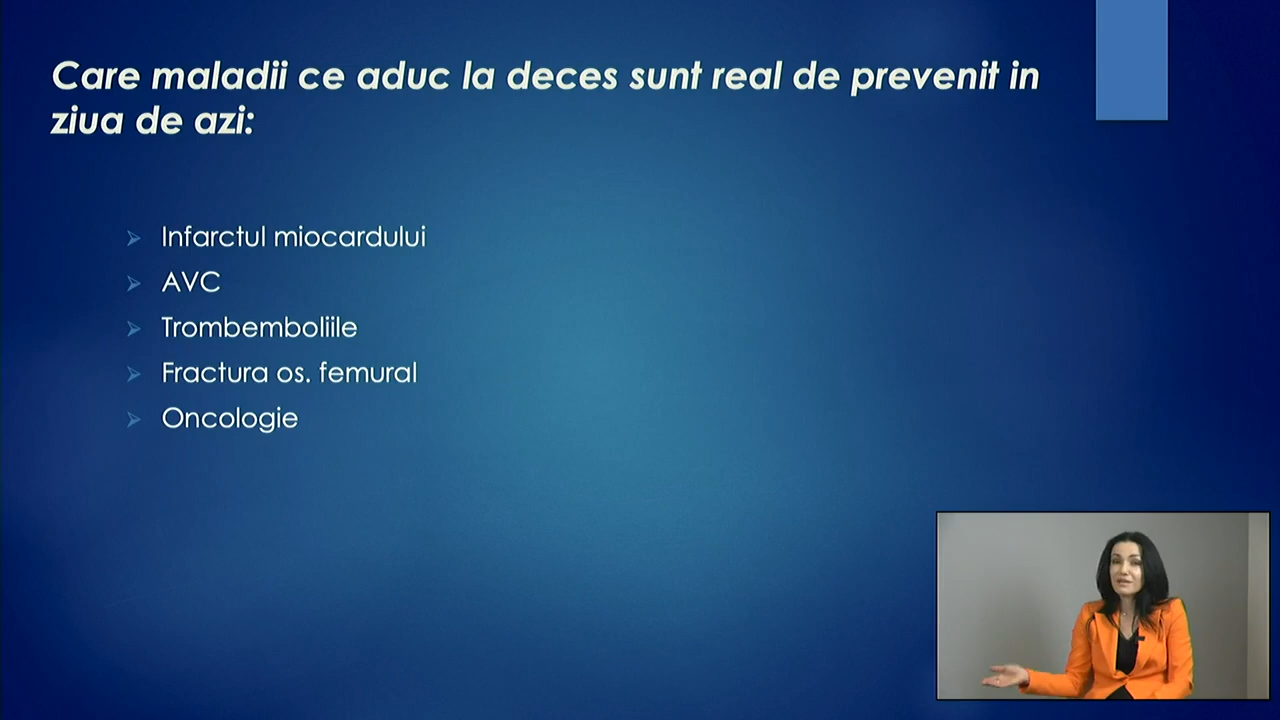 Care maladii ce aduc la deces sunt real de prevenit in
ziua de azi:
Infarctul miocardului
AVC
Trombemboliile
Fractura os. femural
Oncologie